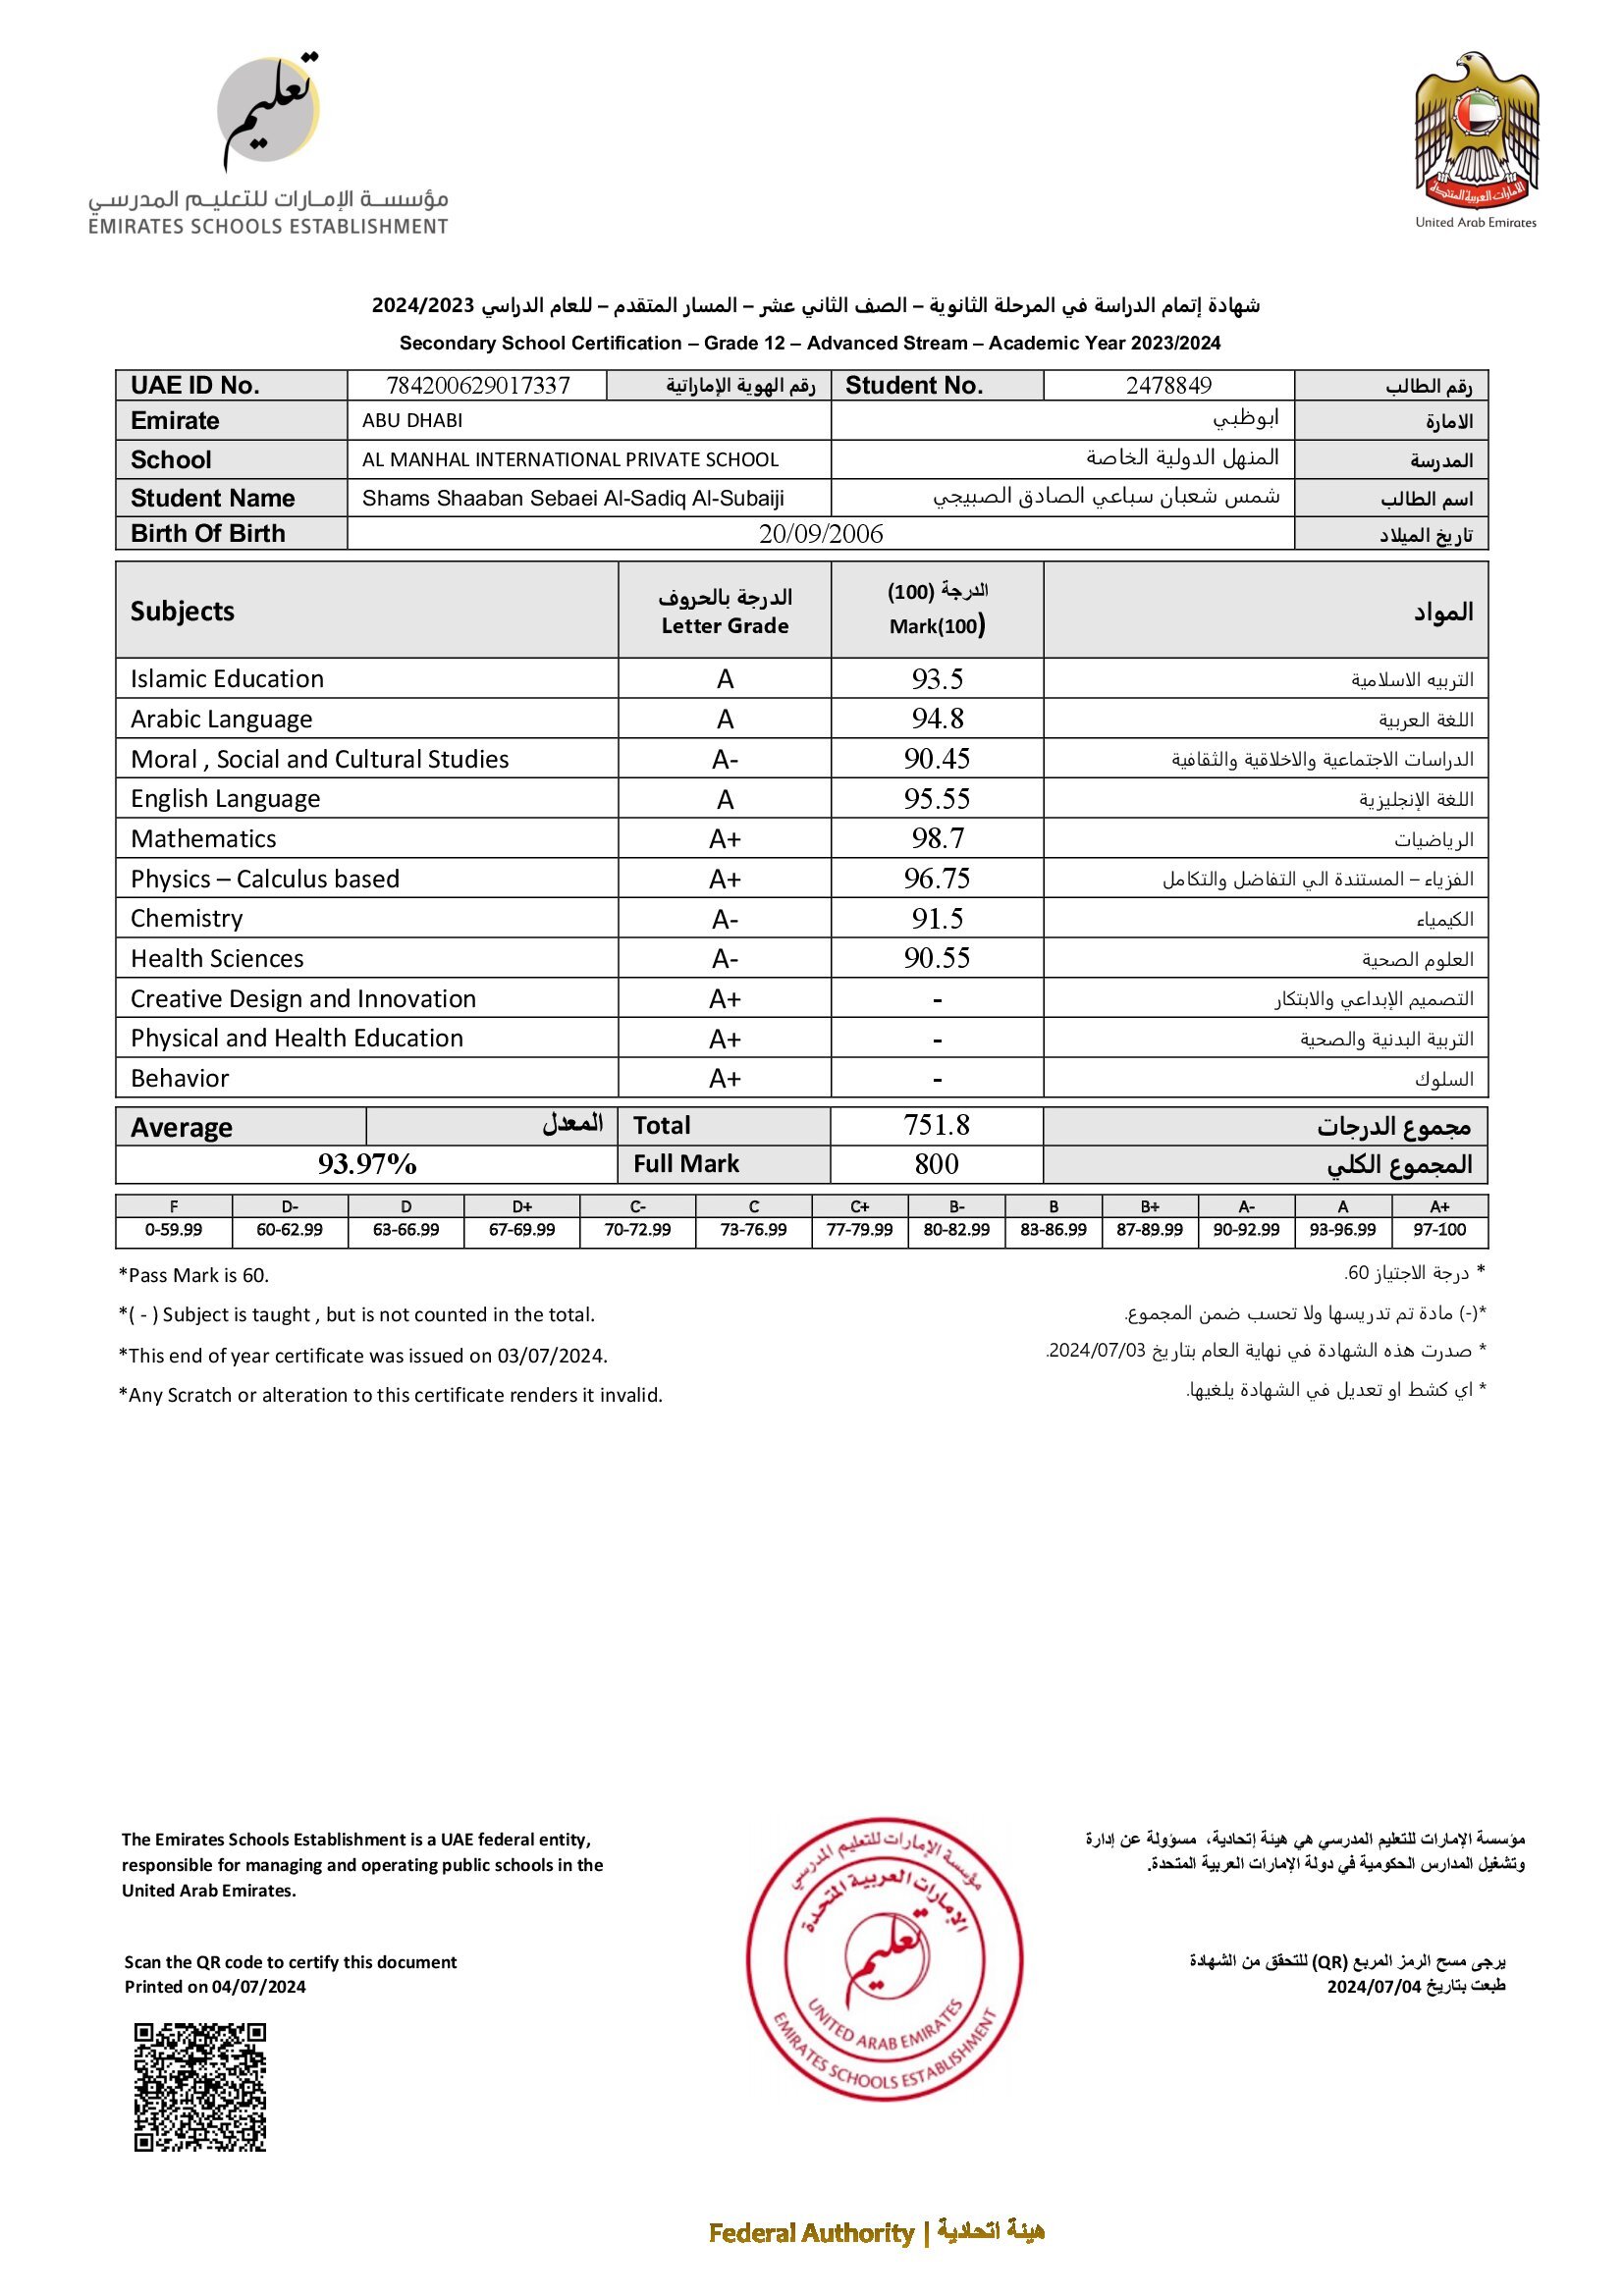 تعليم
مؤسسة الإمارات للتعليم المدرسي
EMIRATES SCHOOLS ESTABLISHMENT
الإمارات العربية المتحدة
United Arab Emirates
شهادة إتمام الدراسة في المرحلة الثانوية – الصف الثاني عشر – المسار المتقدم – للعام الدراسي 2024/2023
Secondary School Certification – Grade 12 – Advanced Stream – Academic Year 2023/2024
UAE ID No. 784200629017337 رقم الهوية الإماراتية Student No. 2478849 رقم الطالب
Emirate ABU DHABI ابوظبي الامارة
School AL MANHAL INTERNATIONAL PRIVATE SCHOOL المنهل الدولية الخاصة المدرسة
Student Name Shams Shaaban Sebaei Al-Sadiq Al-Subaiji شمس شعبان سباعي الصادق الصبيجي اسم الطالب
Birth Of Birth 20/09/2006 تاريخ الميلاد
Subjects الدرجة بالحروف الدرجة (100) المواد
Letter Grade Mark(100)
Islamic Education A 93.5 التربيه الاسلامية
Arabic Language A 94.8 اللغة العربية
Moral , Social and Cultural Studies A- 90.45 الدراسات الاجتماعية والاخلاقية والثقافية
English Language A 95.55 اللغة الإنجليزية
Mathematics A+ 98.7 الرياضيات
Physics – Calculus based A+ 96.75 الفزياء – المستندة الي التفاضل والتكامل
Chemistry A- 91.5 الكيمياء
Health Sciences A- 90.55 العلوم الصحية
Creative Design and Innovation A+ - التصميم الإبداعي والابتكار
Physical and Health Education A+ - التربية البدنية والصحية
Behavior A+ - السلوك
Average المعدل Total 751.8 مجموع الدرجات
93.97% Full Mark 800 المجموع الكلي
F D- D D+ C- C C+ B- B B+ A- A A+
0-59.99 60-62.99 63-66.99 67-69.99 70-72.99 73-76.99 77-79.99 80-82.99 83-86.99 87-89.99 90-92.99 93-96.99 97-100
*Pass Mark is 60.
* درجة الاجتياز 60.
*( - ) Subject is taught , but is not counted in the total.
*(-) مادة تم تدريسها ولا تحسب ضمن المجموع.
*This end of year certificate was issued on 03/07/2024.
* صدرت هذه الشهادة في نهاية العام بتاريخ 2024/07/03.
*Any Scratch or alteration to this certificate renders it invalid.
* اي كشط او تعديل في الشهادة يلغيها.
The Emirates Schools Establishment is a UAE federal entity,
responsible for managing and operating public schools in the
United Arab Emirates.
مؤسسة الإمارات للتعليم المدرسي هي هيئة إتحادية، مسؤولة عن إدارة
وتشغيل المدارس الحكومية في دولة الإمارات العربية المتحدة.
مؤسسة الإمارات للتعليم المدرسي
الإمارات العربية المتحدة
تعليم
UNITED ARAB EMIRATES
EMIRATES SCHOOLS ESTABLISHMENT
Scan the QR code to certify this document
Printed on 04/07/2024
يرجى مسح الرمز المربع (QR) للتحقق من الشهادة
طبعت بتاريخ 2024/07/04
Federal Authority | هيئة اتحادية